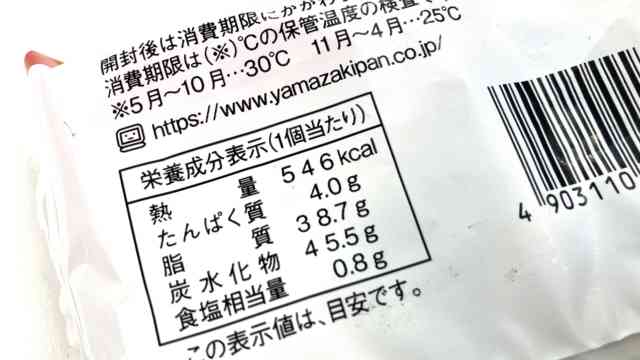 開封後は消費期限にかかわ
消費期限は(※)℃の保管温度の検査
※5月~10月…30℃ 11月~4月…25℃
https://www.yamazakipan.co.jp/
栄養成分表示(1個当たり)
熱量 546kcal
たんぱく質 4.0g
脂質 38.7g
炭水化物 45.5g
食塩相当量 0.8g
この表示値は、目安です。
4 903110